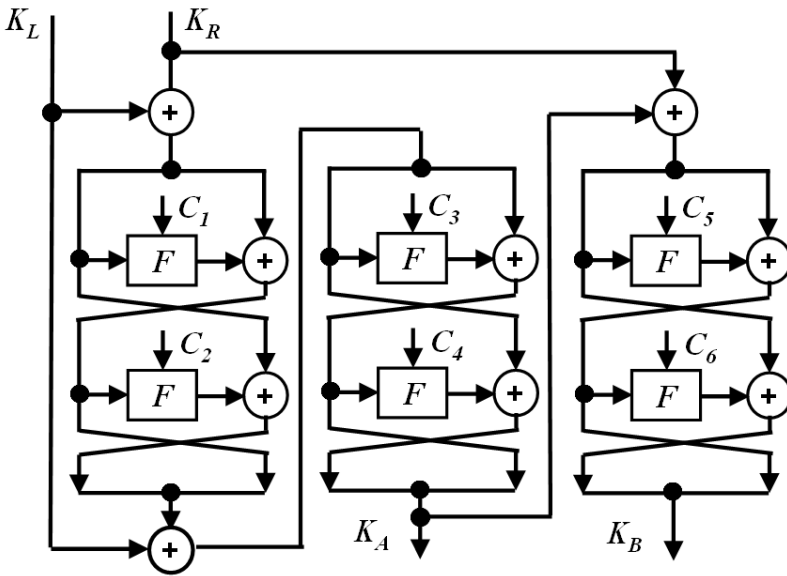 K_L
K_R
+
+
C_1
C_3
C_5
F
+
F
+
F
+
C_2
C_4
C_6
F
+
F
+
F
+
K_A
K_B
+